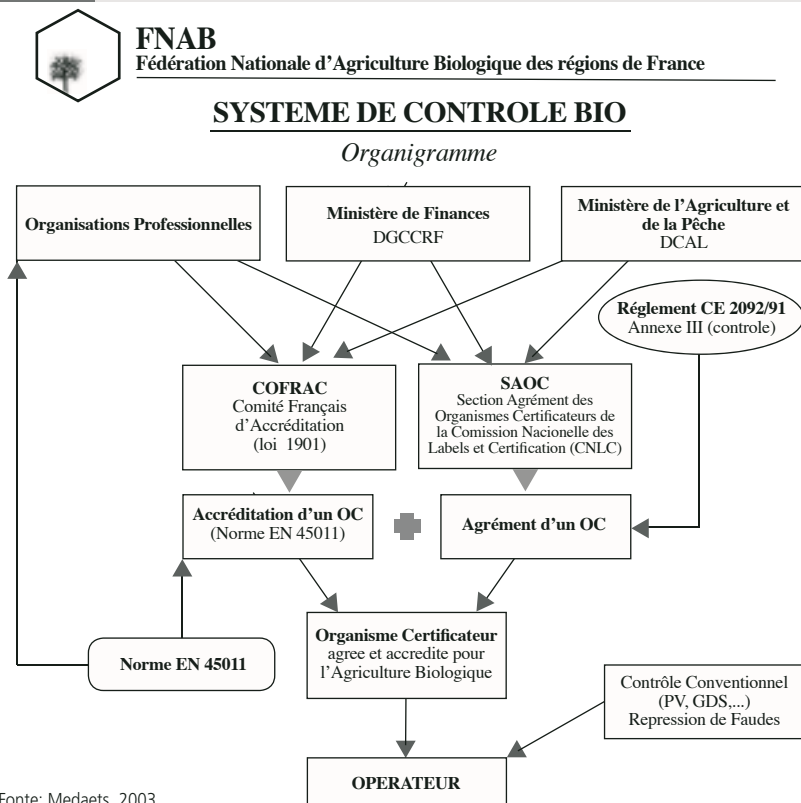 FNAB
Fédération Nationale d'Agriculture Biologique des régions de France
SYSTEME DE CONTROLE BIO
Organigramme
Organisations Professionnelles
Ministère de Finances
DGCCRF
Ministère de l'Agriculture et
de la Pêche
DCAL
Réglement CE 2092/91
Annexe III (controle)
COFRAC
Comité Français
d'Accréditation
(loi 1901)
SAOC
Section Agrément des
Organismes Certificateurs de
la Comission Nacionelle des
Labels et Certification (CNLC)
Accréditation d'un OC
(Norme EN 45011)
Agrément d'un OC
Organisme Certificateur
agree et accredite pour
l'Agriculture Biologique
Norme EN 45011
Contrôle Conventionnel
(PV, GDS,...)
Repression de Faudes
OPERATEUR
Fonte: Medaets, 2003